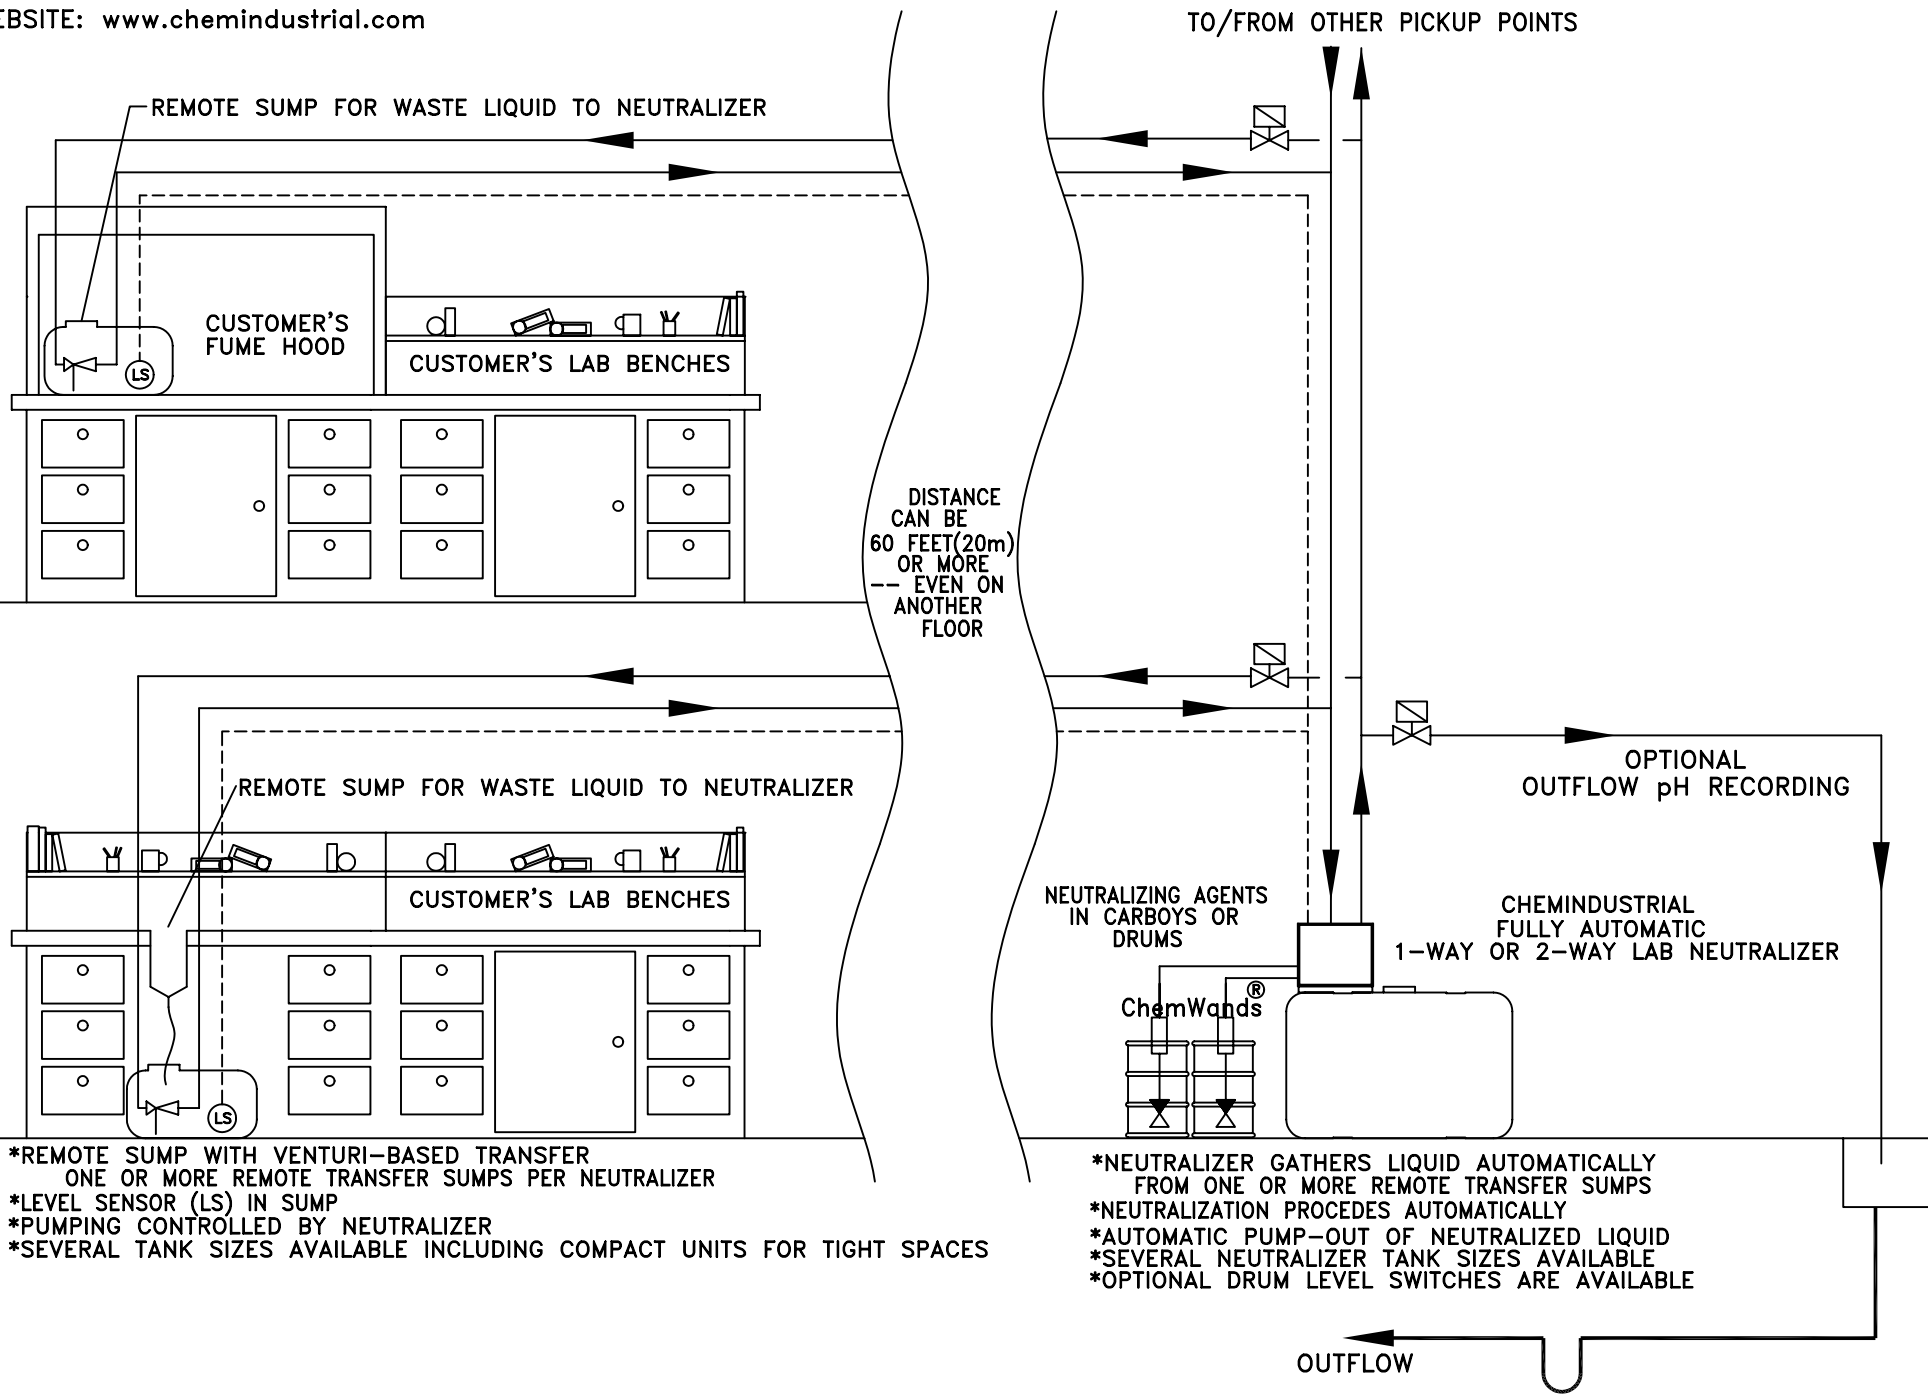 EBSITE: www.chemindustrial.com
TO/FROM OTHER PICKUP POINTS
REMOTE SUMP FOR WASTE LIQUID TO NEUTRALIZER
CUSTOMER'S
FUME HOOD
CUSTOMER'S LAB BENCHES
LS
DISTANCE
CAN BE
60 FEET(20m)
OR MORE
-- EVEN ON
ANOTHER
FLOOR
OPTIONAL
OUTFLOW pH RECORDING
REMOTE SUMP FOR WASTE LIQUID TO NEUTRALIZER
CUSTOMER'S LAB BENCHES
LS
NEUTRALIZING AGENTS
IN CARBOYS OR
DRUMS
CHEMINDUSTRIAL
FULLY AUTOMATIC
1-WAY OR 2-WAY LAB NEUTRALIZER
ChemWands®
*REMOTE SUMP WITH VENTURI-BASED TRANSFER
ONE OR MORE REMOTE TRANSFER SUMPS PER NEUTRALIZER
*LEVEL SENSOR (LS) IN SUMP
*PUMPING CONTROLLED BY NEUTRALIZER
*SEVERAL TANK SIZES AVAILABLE INCLUDING COMPACT UNITS FOR TIGHT SPACES
*NEUTRALIZER GATHERS LIQUID AUTOMATICALLY
FROM ONE OR MORE REMOTE TRANSFER SUMPS
*NEUTRALIZATION PROCEDES AUTOMATICALLY
*AUTOMATIC PUMP-OUT OF NEUTRALIZED LIQUID
*SEVERAL NEUTRALIZER TANK SIZES AVAILABLE
*OPTIONAL DRUM LEVEL SWITCHES ARE AVAILABLE
OUTFLOW